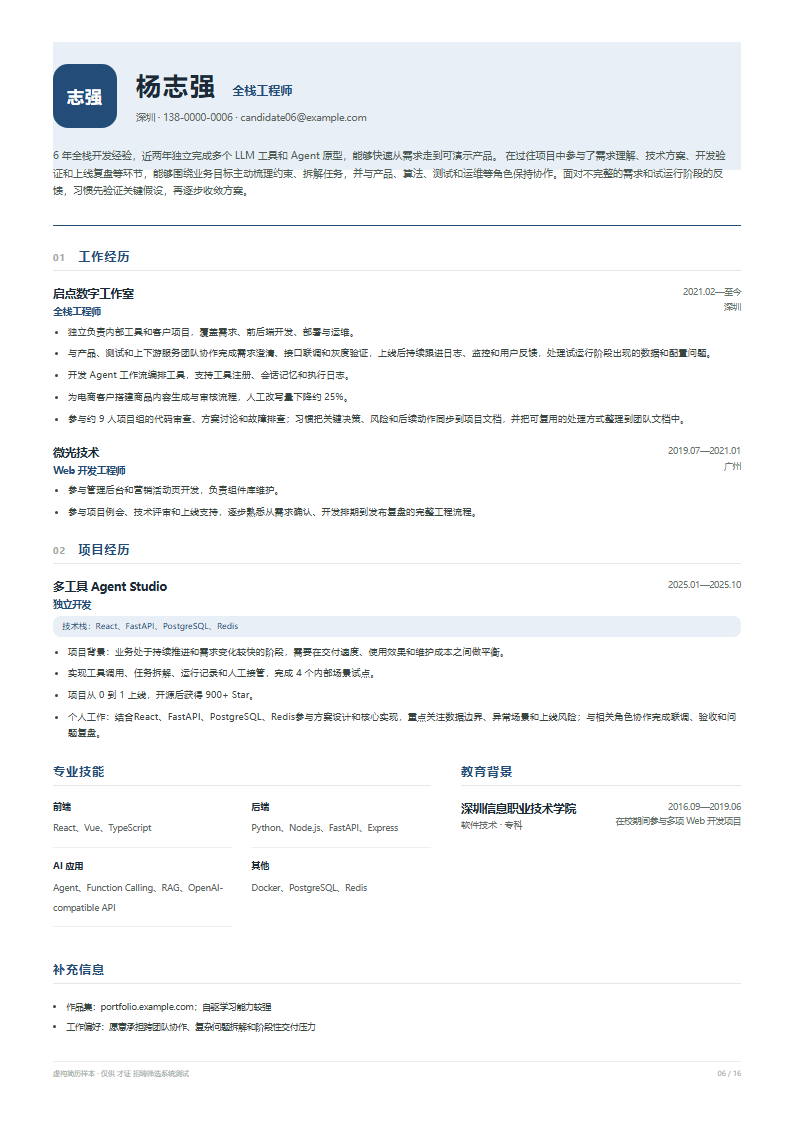 志强
杨志强 全栈工程师
深圳 · 138-0000-0006 · candidate06@example.com
6 年全栈开发经验，近两年独立完成多个 LLM 工具和 Agent 原型，能够快速从需求走到可演示产品。 在过往项目中参与了需求理解、技术方案、开发验
证和上线复盘等环节，能够围绕业务目标主动梳理约束、拆解任务，并与产品、算法、测试和运维等角色保持协作。面对不完整的需求和试运行阶段的反
馈，习惯先验证关键假设，再逐步收敛方案。
01 工作经历
启点数字工作室 2021.02—至今
全栈工程师 深圳
• 独立负责内部工具和客户项目，覆盖需求、前后端开发、部署与运维。
• 与产品、测试和上下游服务团队协作完成需求澄清、接口联调和灰度验证，上线后持续跟进日志、监控和用户反馈，处理试运行阶段出现的数据和配置问题。
• 开发 Agent 工作流编排工具，支持工具注册、会话记忆和执行日志。
• 为电商客户搭建商品内容生成与审核流程，人工改写量下降约 25%。
• 参与约 9 人项目组的代码审查、方案讨论和故障排查；习惯把关键决策、风险和后续动作同步到项目文档，并把可复用的处理方式整理到团队文档中。
微光技术 2019.07—2021.01
Web 开发工程师 广州
• 参与管理后台和营销活动页开发，负责组件库维护。
• 参与项目例会、技术评审和上线支持，逐步熟悉从需求确认、开发排期到发布复盘的完整工程流程。
02 项目经历
多工具 Agent Studio 2025.01—2025.10
独立开发
技术栈：React、FastAPI、PostgreSQL、Redis
• 项目背景：业务处于持续推进和需求变化较快的阶段，需要在交付速度、使用效果和维护成本之间做平衡。
• 实现工具调用、任务拆解、运行记录和人工接管，完成 4 个内部场景试点。
• 项目从 0 到 1 上线，开源后获得 900+ Star。
• 个人工作：结合React、FastAPI、PostgreSQL、Redis参与方案设计和核心实现，重点关注数据边界、异常场景和上线风险；与相关角色协作完成联调、验收和问
题复盘。
专业技能
前端
React、Vue、TypeScript
后端
Python、Node.js、FastAPI、Express
AI 应用
Agent、Function Calling、RAG、OpenAI-
compatible API
其他
Docker、PostgreSQL、Redis
教育背景
深圳信息职业技术学院 2016.09—2019.06
软件技术 · 专科 在校期间参与多项 Web 开发项目
补充信息
• 作品集：portfolio.example.com；自驱学习能力较强
• 工作偏好：愿意承担跨团队协作、复杂问题拆解和阶段性交付压力
虚构简历样本 · 仅供 才证 招聘筛选系统测试 06 / 16